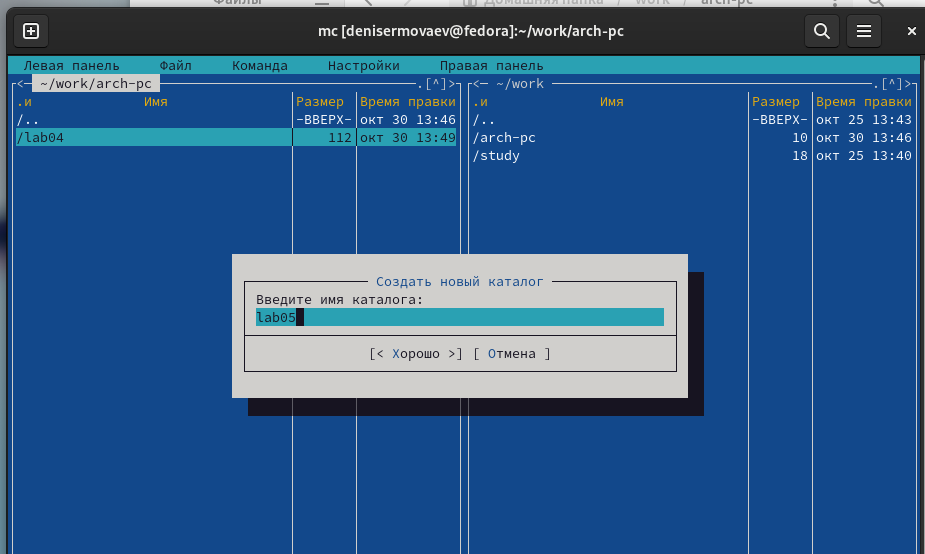 Файлы Домашняя папка / work / arch-pc
mc [denisermovaev@fedora]:~/work/arch-pc
Левая панель Файл Команда Настройки Правая панель
<— ~/work/arch-pc .[^]> <— ~/work .[^]>
.и Имя Размер Время правки .и Имя Размер Время правки
/.. -ВВЕРХ- окт 30 13:46 /.. -ВВЕРХ- окт 25 13:43
/lab04 112 окт 30 13:49 /arch-pc 10 окт 30 13:46
/study 18 окт 25 13:40
Создать новый каталог
Введите имя каталога:
lab05
[< Хорошо >] [ Отмена ]